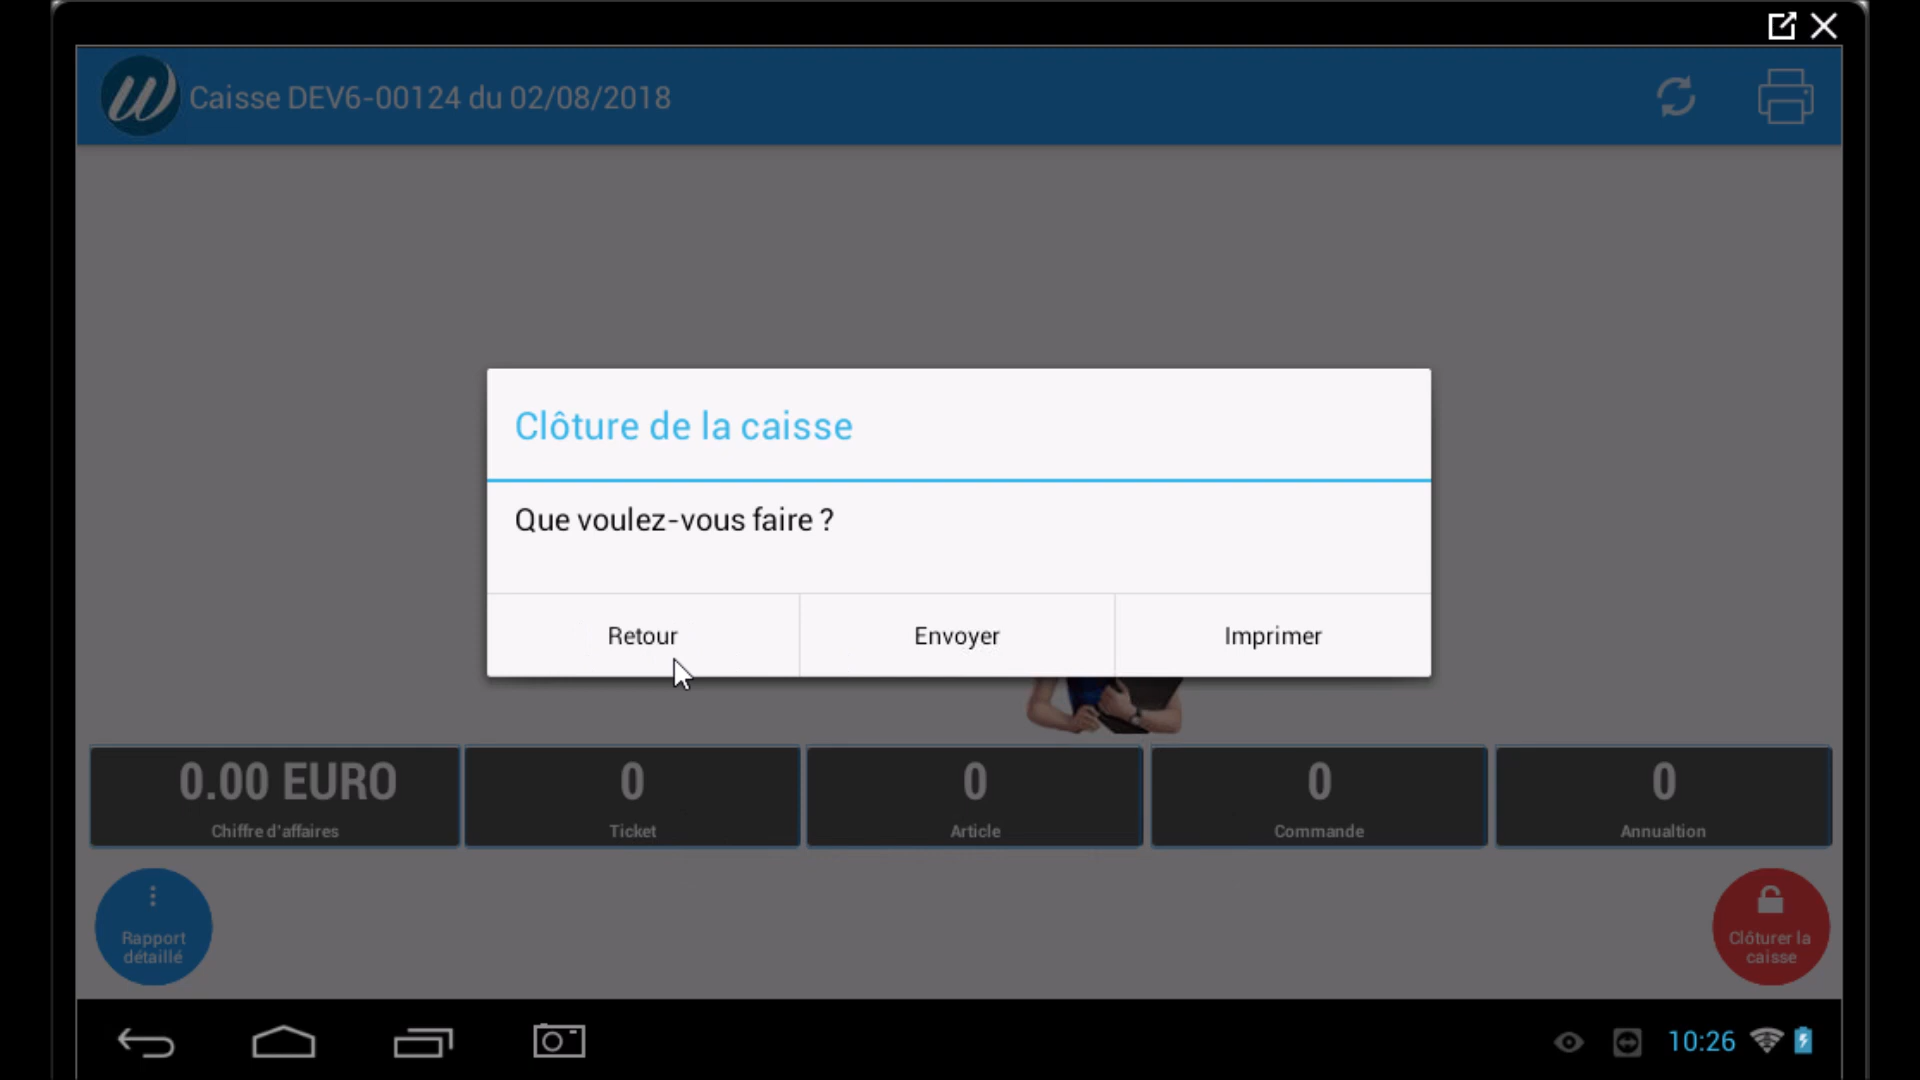 Caisse DEV6-00124 du 02/08/2018
Clôture de la caisse
Que voulez-vous faire ?
Retour
Envoyer
Imprimer
0.00 EURO
Chiffre d'affaires
0
Ticket
0
Article
0
Commande
0
Annualtion
Rapport
détaillé
Clôturer la
caisse
10:26